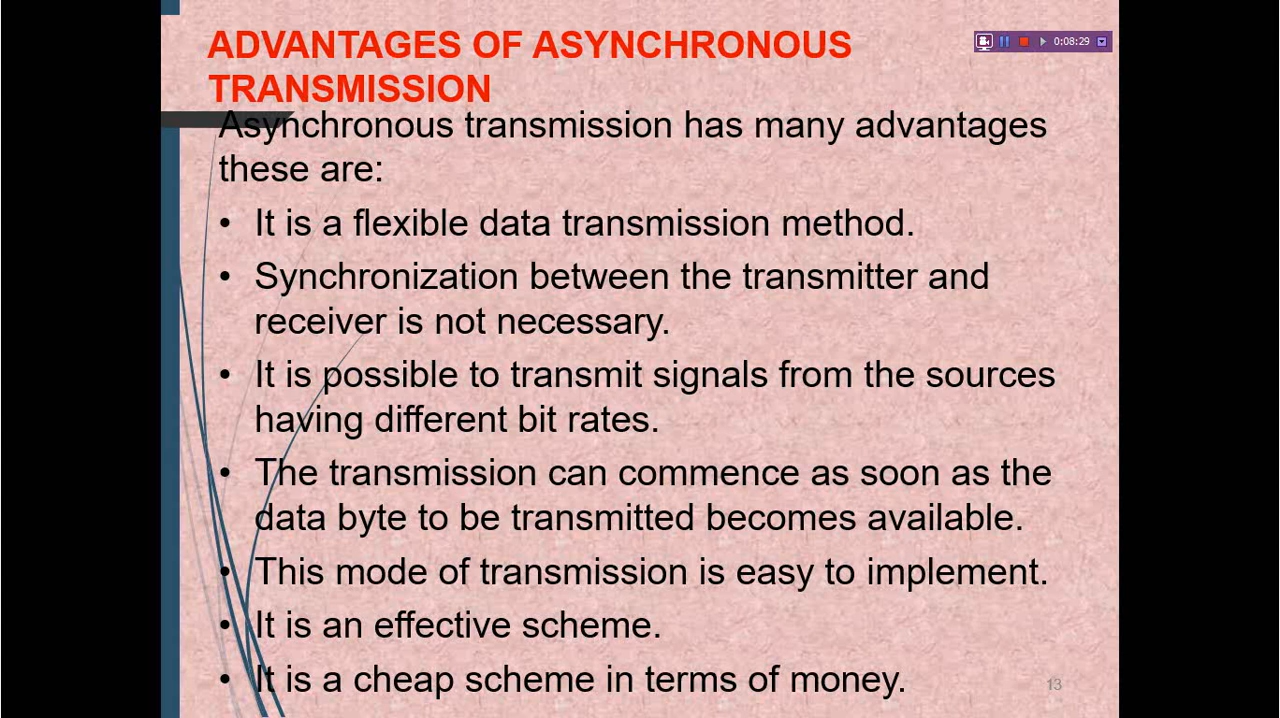 ADVANTAGES OF ASYNCHRONOUS
TRANSMISSION
0:08:29
Asynchronous transmission has many advantages
these are:
• It is a flexible data transmission method.
• Synchronization between the transmitter and
receiver is not necessary.
• It is possible to transmit signals from the sources
having different bit rates.
• The transmission can commence as soon as the
data byte to be transmitted becomes available.
• This mode of transmission is easy to implement.
• It is an effective scheme.
• It is a cheap scheme in terms of money.
13